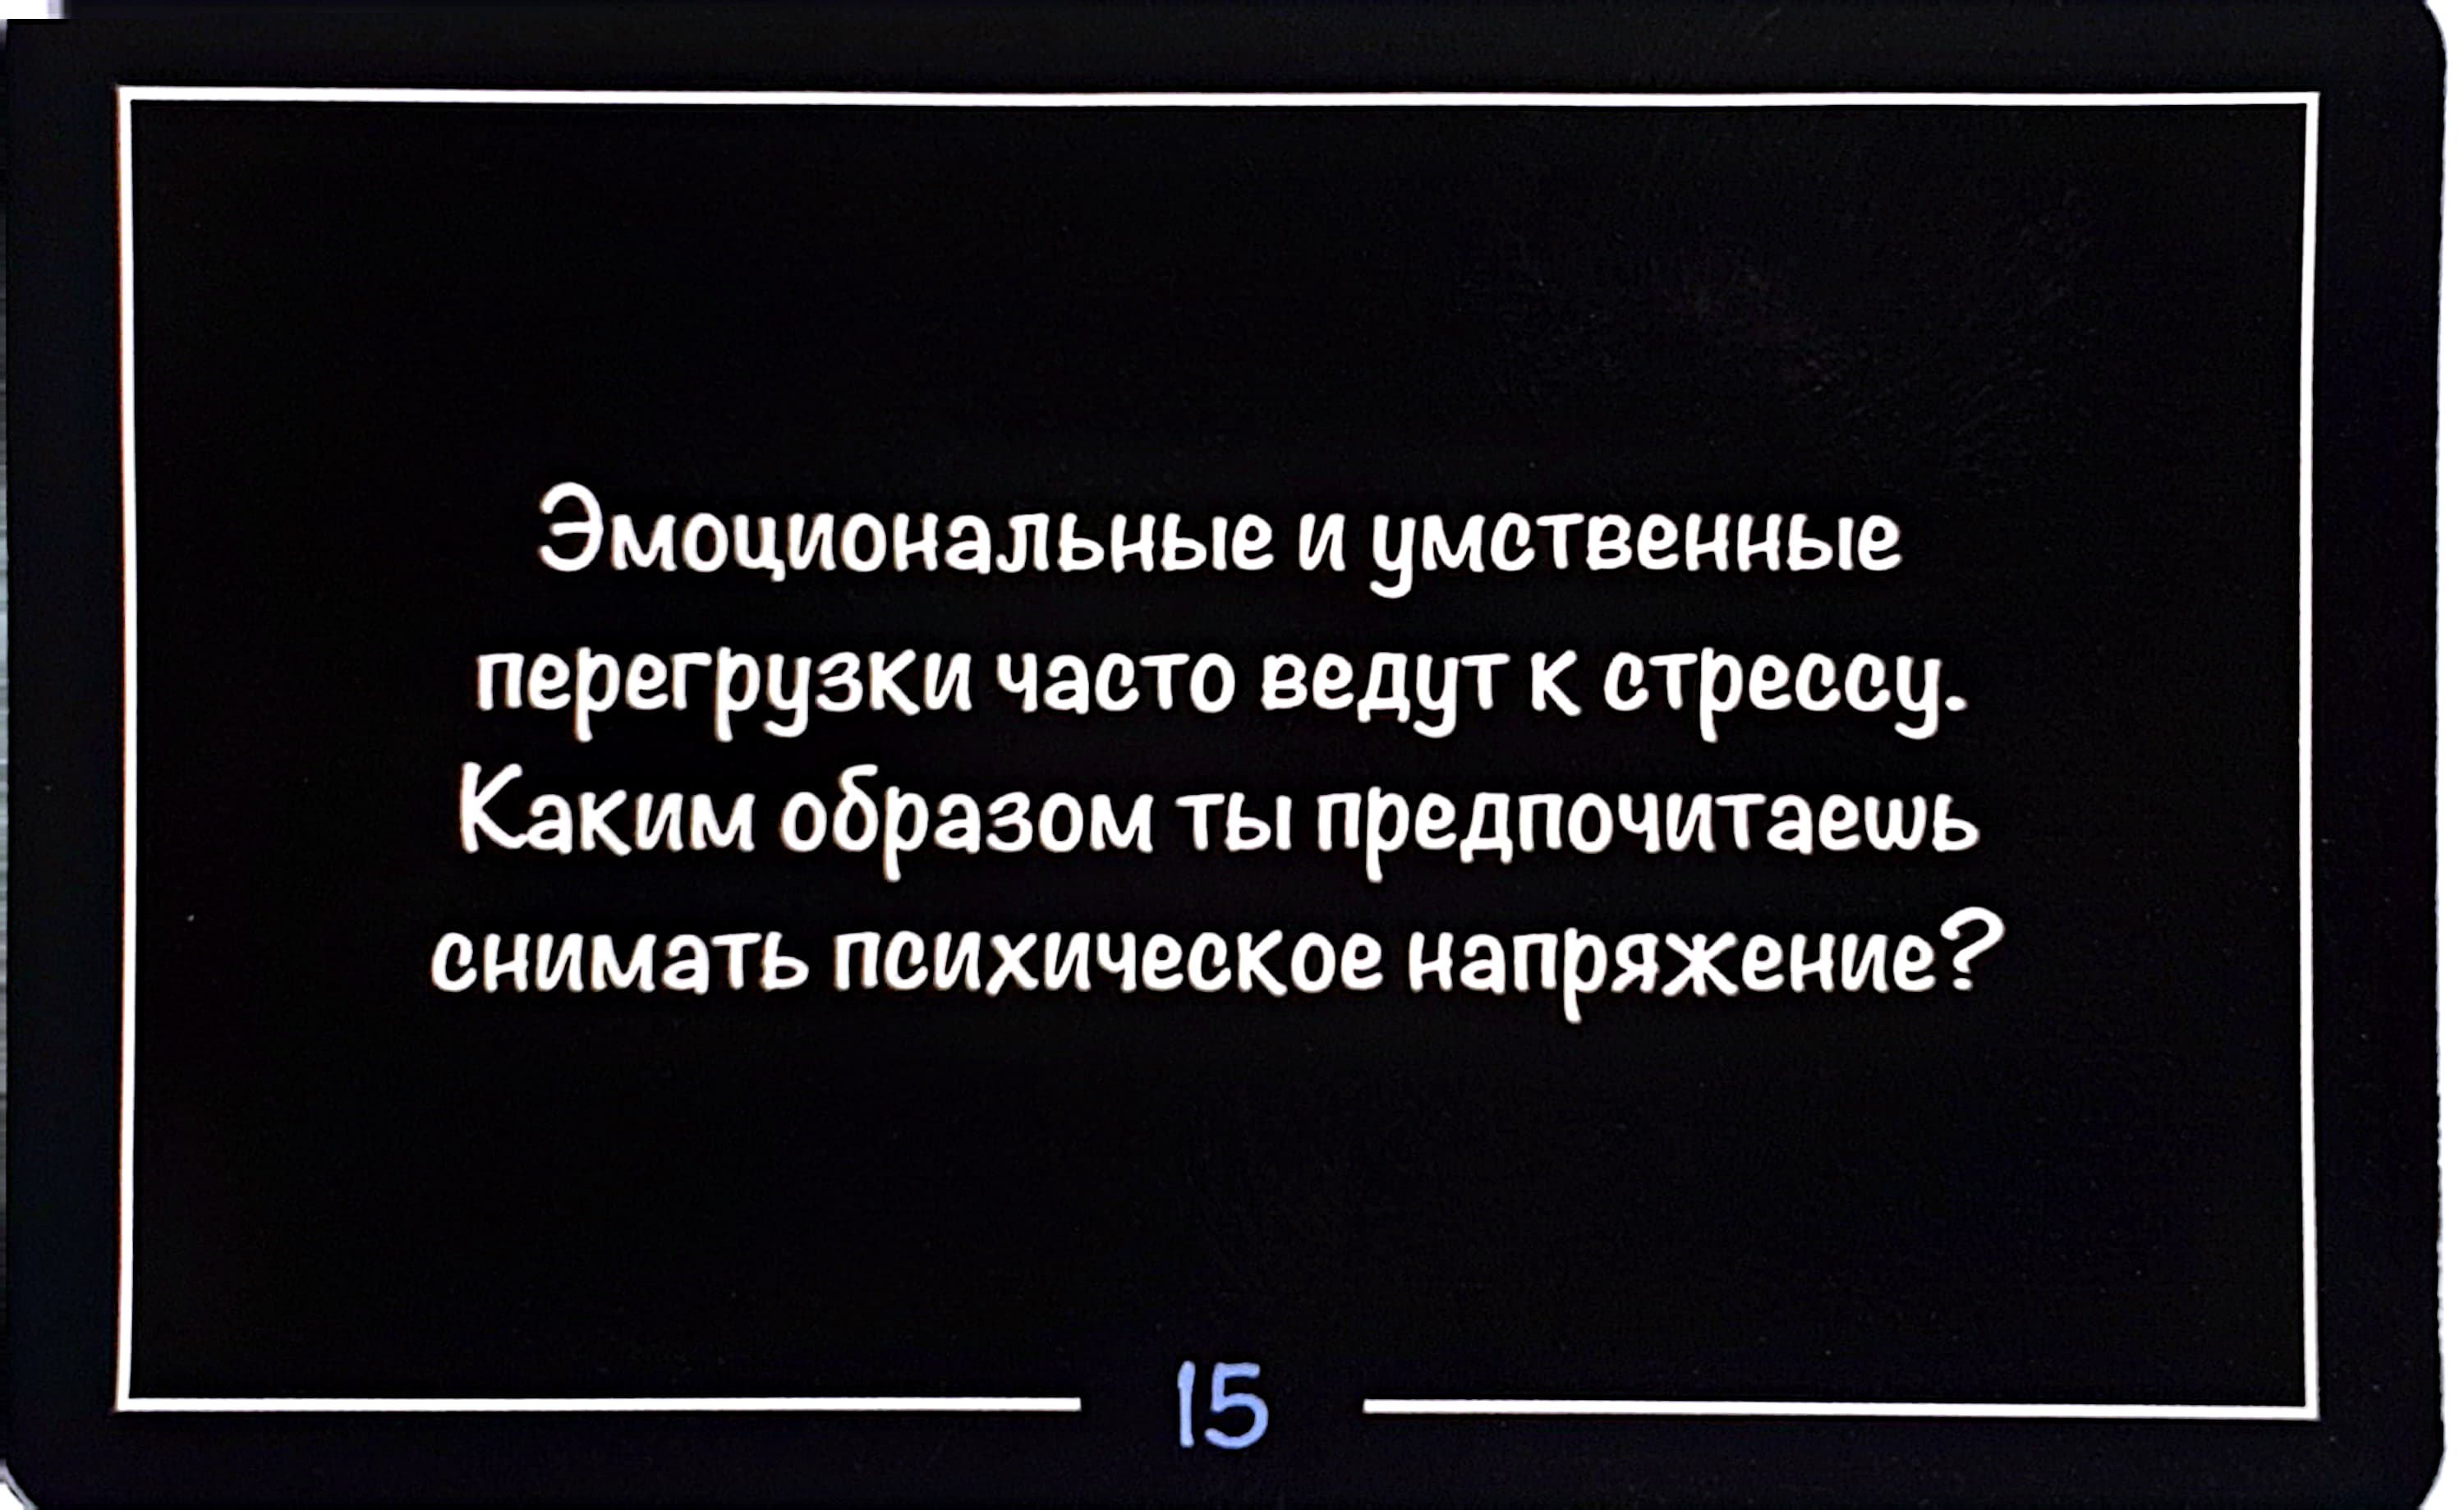 Эмоциональные и умственные
перегрузки часто ведут к стрессу.
Каким образом ты предпочитаешь
снимать психическое напряжение?
15